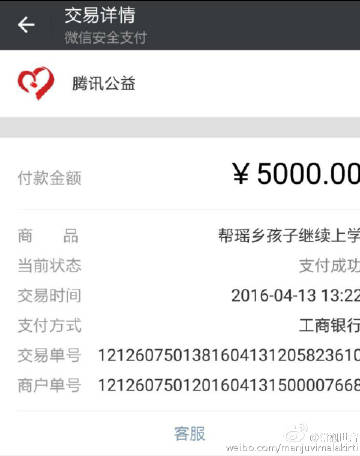 交易详情
微信安全支付
腾讯公益
付款金额 ￥5000.00
商 品 帮瑶乡孩子继续上学
当前状态 支付成功
交易时间 2016-04-13 13:22
支付方式 工商银行
交易单号 1212607501381604131205823610
商户单号 1212607501201604131500007668
客服
weibo.com/manjuvimalakirti